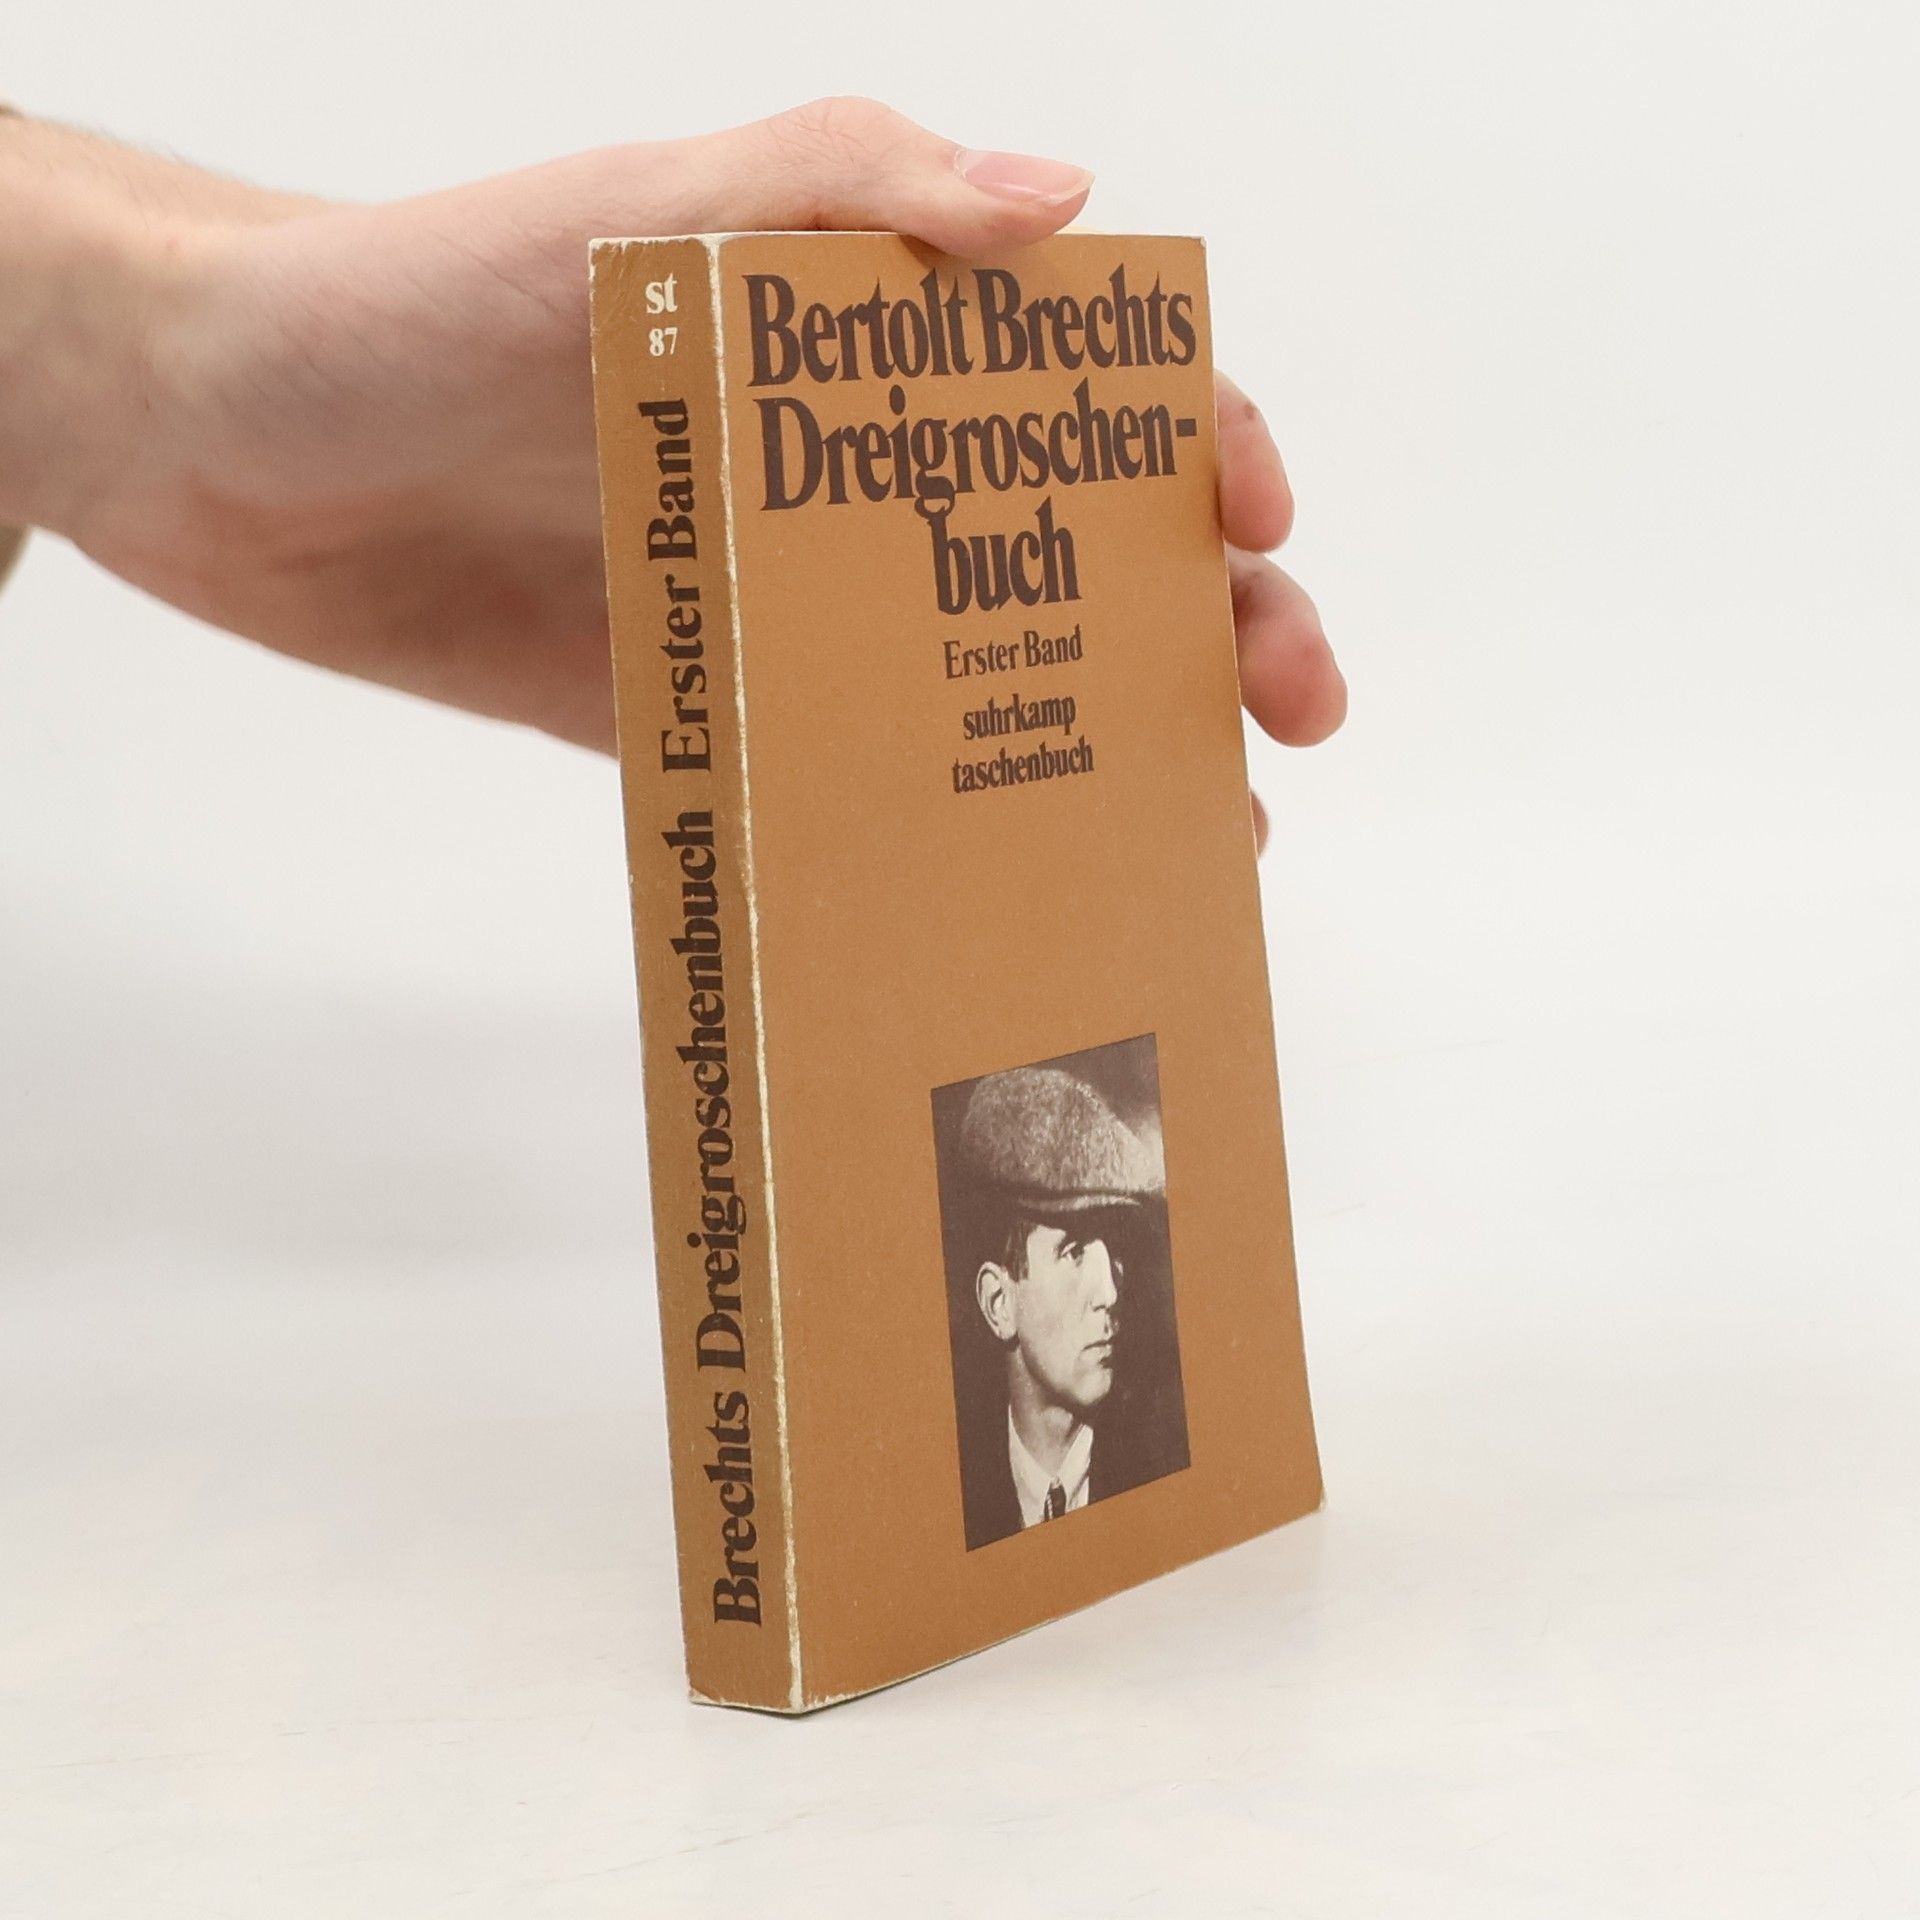 st
87
Brechts Dreigroschenbuch Erster Band
Bertolt Brechts
Dreigroschen-
buch
Erster Band
suhrkamp
taschenbuch